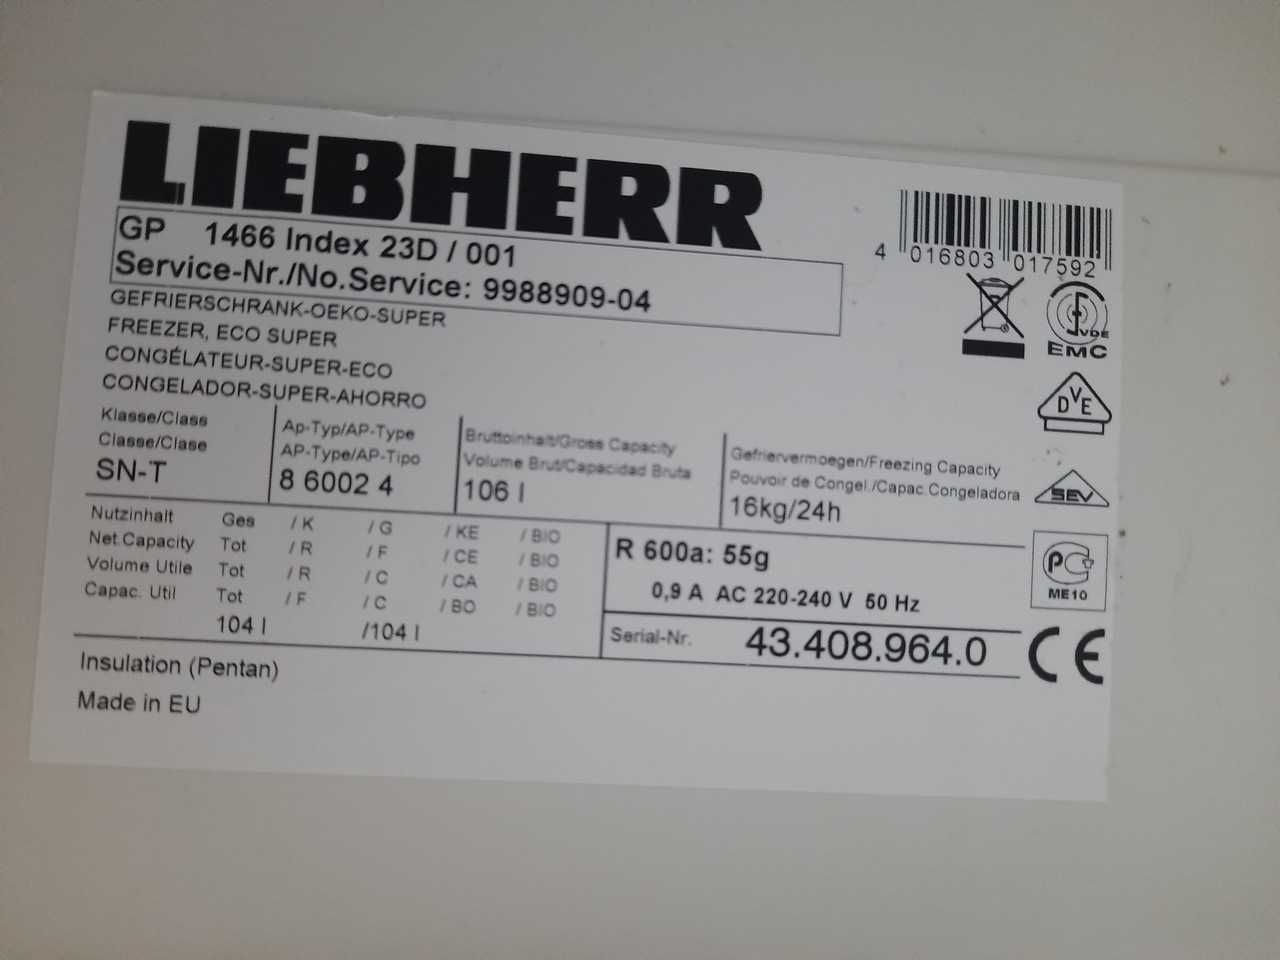 LIEBHERR
GP 1466 Index 23D / 001
Service-Nr./No.Service: 9988909-04
4 016803 017592
GEFRIERSCHRANK-OEKO-SUPER
FREEZER, ECO SUPER
CONGÉLATEUR-SUPER-ECO
CONGELADOR-SUPER-AHORRO
VDE
EMC
DVE
SEV
PC
ME10
CE
Klasse/Class
Classe/Clase
SN-T
Ap-Typ/AP-Type
AP-Type/AP-Tipo
8 6002 4
Bruttoinhalt/Gross Capacity
Volume Brut/Capacidad Bruta
106 l
Gefriervermoegen/Freezing Capacity
Pouvoir de Congel./Capac.Congeladora
16kg/24h
Nutzinhalt Ges / K / G / KE / BIO
Net.Capacity Tot / R / F / CE / BIO
Volume Utile Tot / R / C / CA / BIO
Capac. Util Tot / F / C / BO / BIO
104 l /104 l
R 600a: 55g
0,9 A AC 220-240 V 50 Hz
Serial-Nr. 43.408.964.0
Insulation (Pentan)
Made in EU